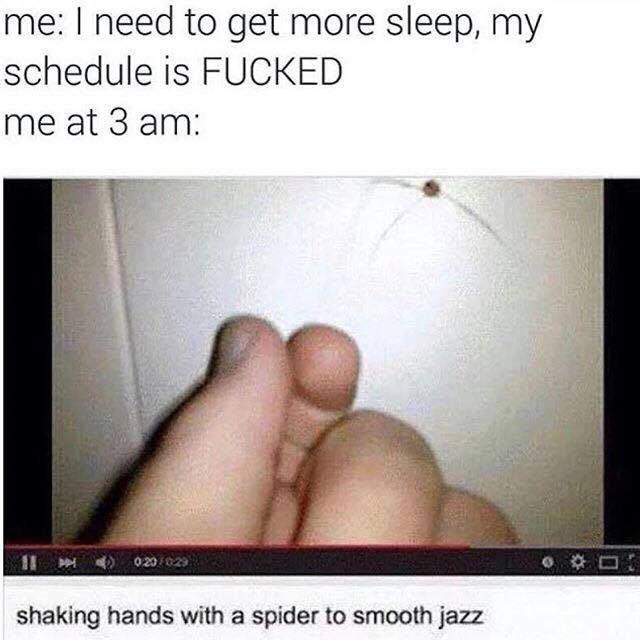 me: I need to get more sleep, my
schedule is FUCKED
me at 3 am:
0:20 / 0:29
shaking hands with a spider to smooth jazz